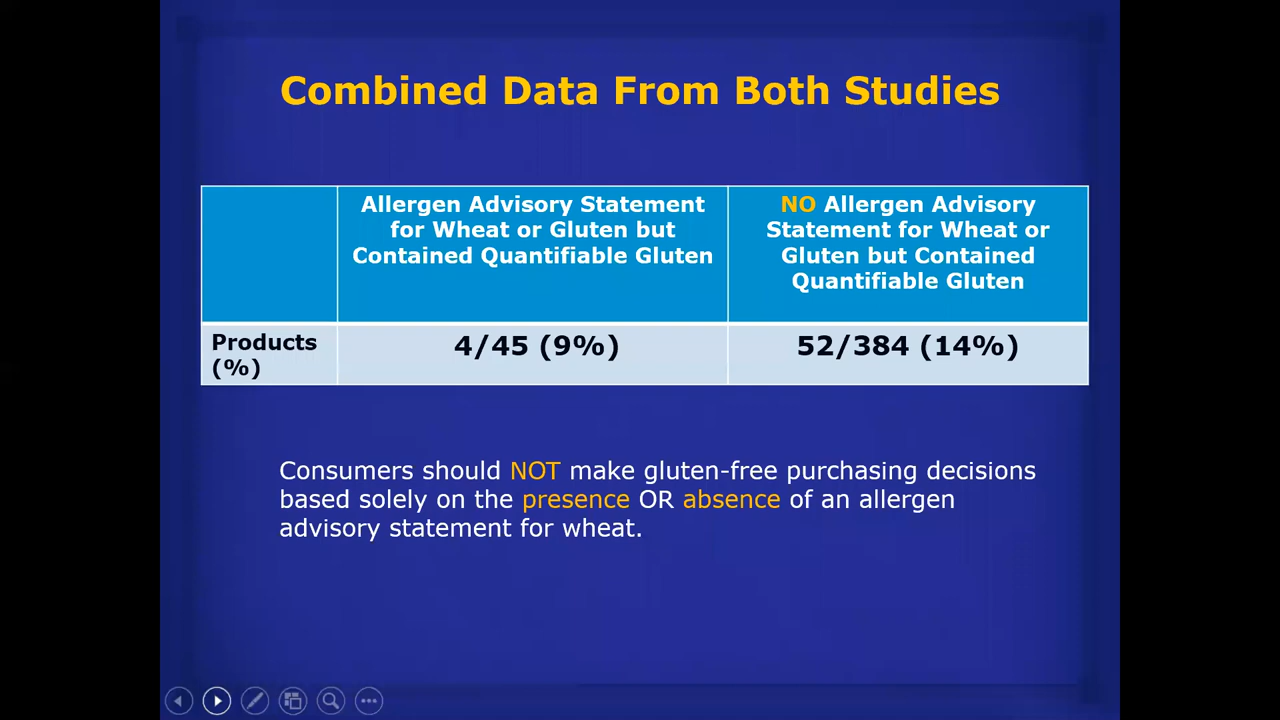 Combined Data From Both Studies
Allergen Advisory Statement
for Wheat or Gluten but
Contained Quantifiable Gluten
NO Allergen Advisory
Statement for Wheat or
Gluten but Contained
Quantifiable Gluten
Products
(%)
4/45 (9%)
52/384 (14%)
Consumers should NOT make gluten-free purchasing decisions
based solely on the presence OR absence of an allergen
advisory statement for wheat.